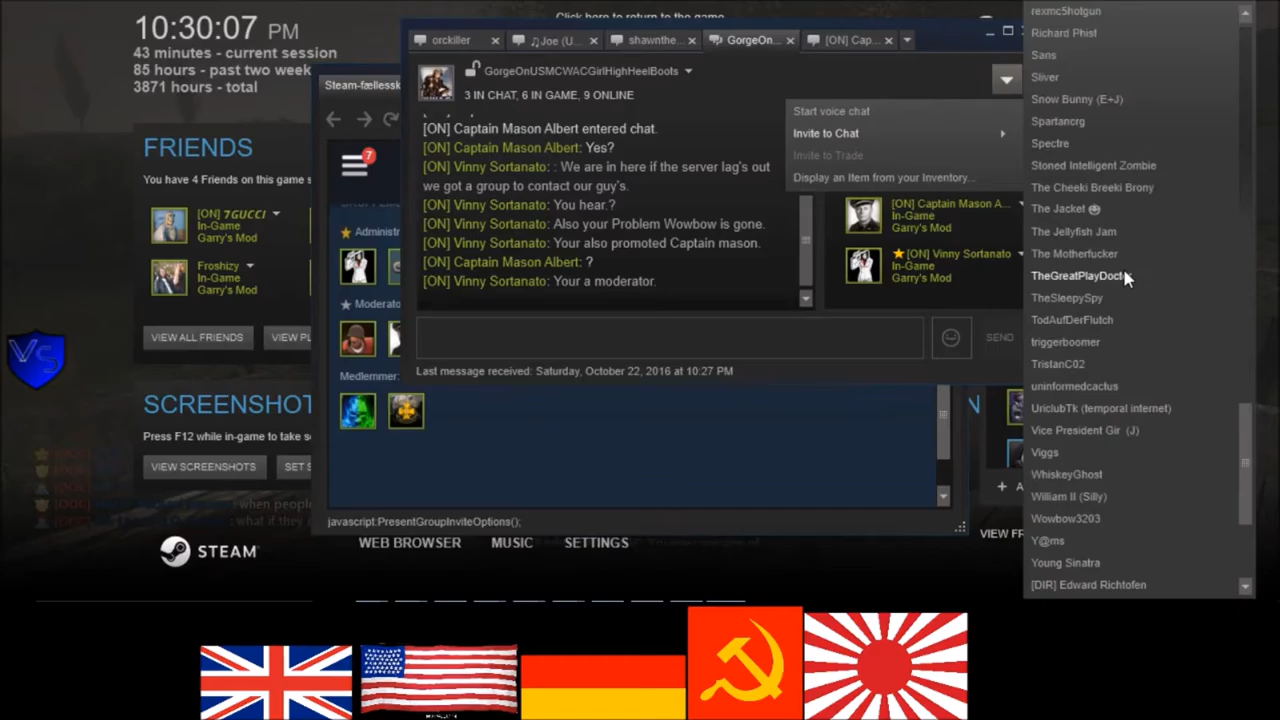 10:30:07 PM
43 minutes - current session
85 hours - past two week
3871 hours - total
Click here to return to the game
FRIENDS
You have 4 Friends on this game s
[ON] 7GUCCI
In-Game
Garry's Mod
Froshizy
In-Game
Garry's Mod
VIEW ALL FRIENDS
VIEW PL
SCREENSHOT
Press F12 while in-game to take s
VIEW SCREENSHOTS
SET S
when people
what if they
VS
STEAM
WEB BROWSER
MUSIC
SETTINGS
Steam-fællessk
7
Administr
Moderato
Medlemmer:
javascript:PresentGroupInviteOptions();
orckiller
♫Joe (U...
shawnthe...
GorgeOn...
[ON] Cap...
GorgeOnUSMCWACGirlHighHeelBoots
3 IN CHAT, 6 IN GAME, 9 ONLINE
[ON] Captain Mason Albert entered chat.
[ON] Captain Mason Albert: Yes?
[ON] Vinny Sortanato: : We are in here if the server lag's out
we got a group to contact our guy's.
[ON] Vinny Sortanato: You hear.?
[ON] Vinny Sortanato: Also your Problem Wowbow is gone.
[ON] Vinny Sortanato: Your also promoted Captain mason.
[ON] Captain Mason Albert: ?
[ON] Vinny Sortanato: Your a moderator.
SEND
Last message received: Saturday, October 22, 2016 at 10:27 PM
Start voice chat
Invite to Chat
Invite to Trade
Display an Item from your Inventory...
[ON] Captain Mason A...
In-Game
Garry's Mod
[ON] Vinny Sortanato
In-Game
Garry's Mod
N
+ A
VIEW FR
rexmc5hotgun
Richard Phist
Sans
Sliver
Snow Bunny (E+J)
Spartancrg
Spectre
Stoned Intelligent Zombie
The Cheeki Breeki Brony
The Jacket
The Jellyfish Jam
The Motherfucker
TheGreatPlayDoct
TheSleepySpy
TodAufDerFlutch
triggerboomer
TristanC02
uninformedcactus
UriclubTk (temporal internet)
Vice President Gir (J)
Viggs
WhiskeyGhost
William II (Silly)
Wowbow3203
Y@ms
Young Sinatra
[DIR] Edward Richtofen